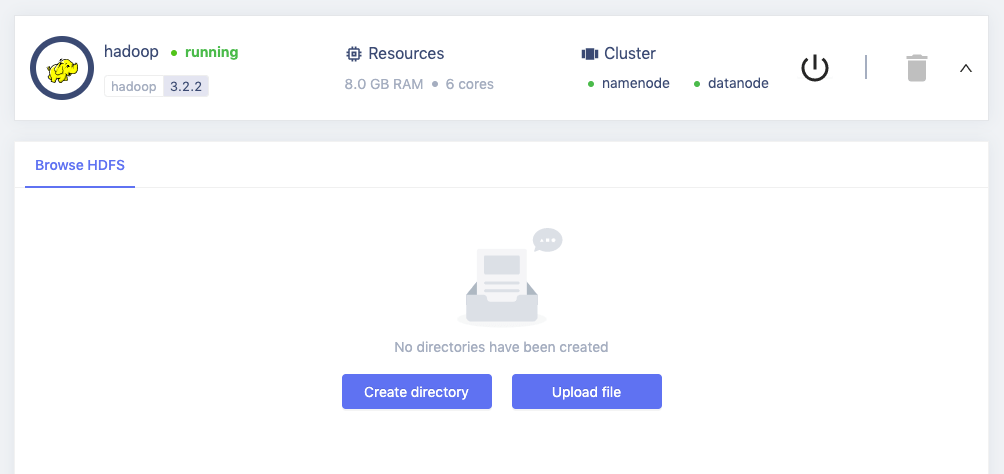 hadoop running
hadoop 3.2.2
Resources
8.0 GB RAM 6 cores
Cluster
namenode datanode
Browse HDFS
No directories have been created
Create directory
Upload file